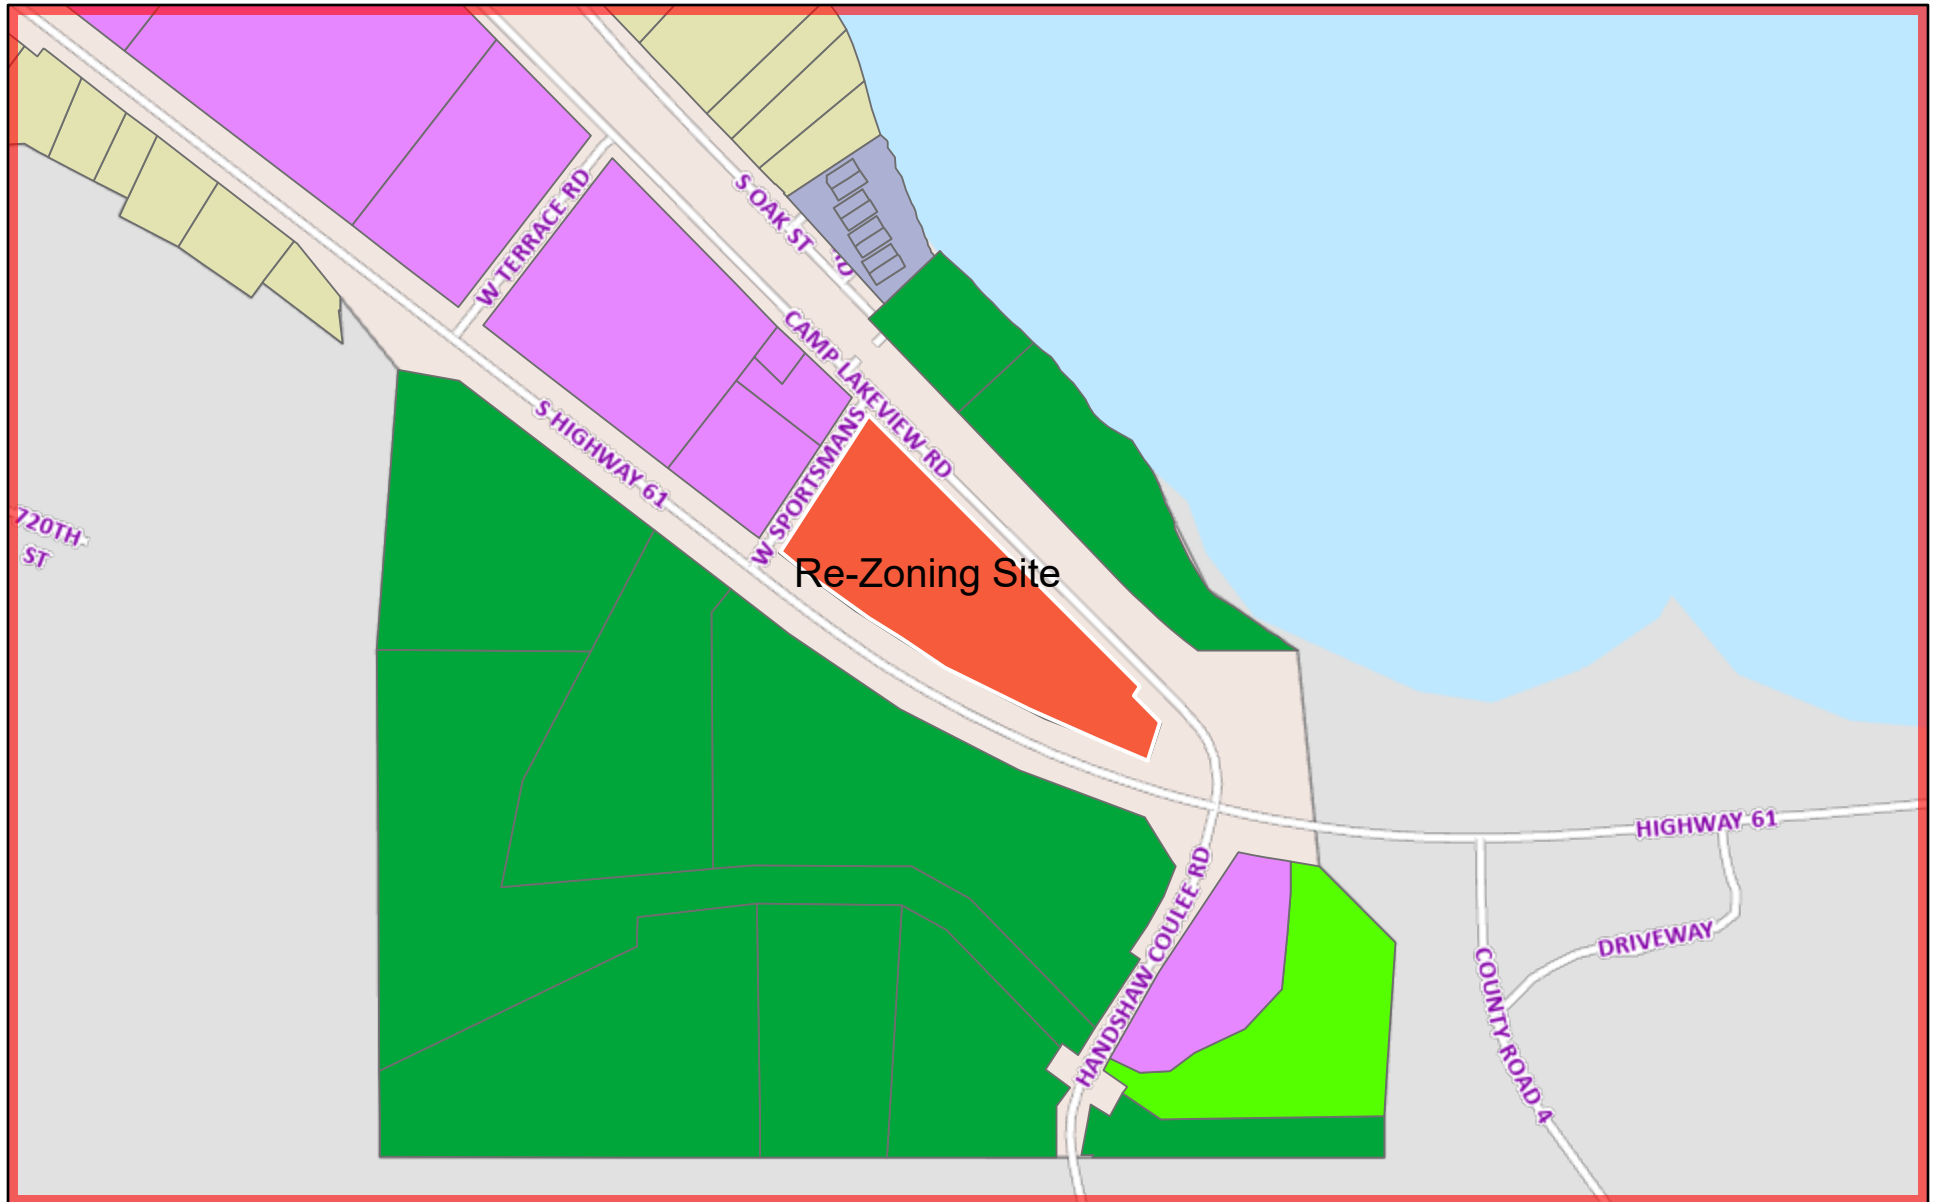 S OAK ST
W TERRACE RD
CAMP LAKEVIEW RD
S HIGHWAY 61
W SPORTSMANS
720TH
ST
Re-Zoning Site
HIGHWAY 61
HANDSHAW COULEE RD
DRIVEWAY
COUNTY ROAD 4